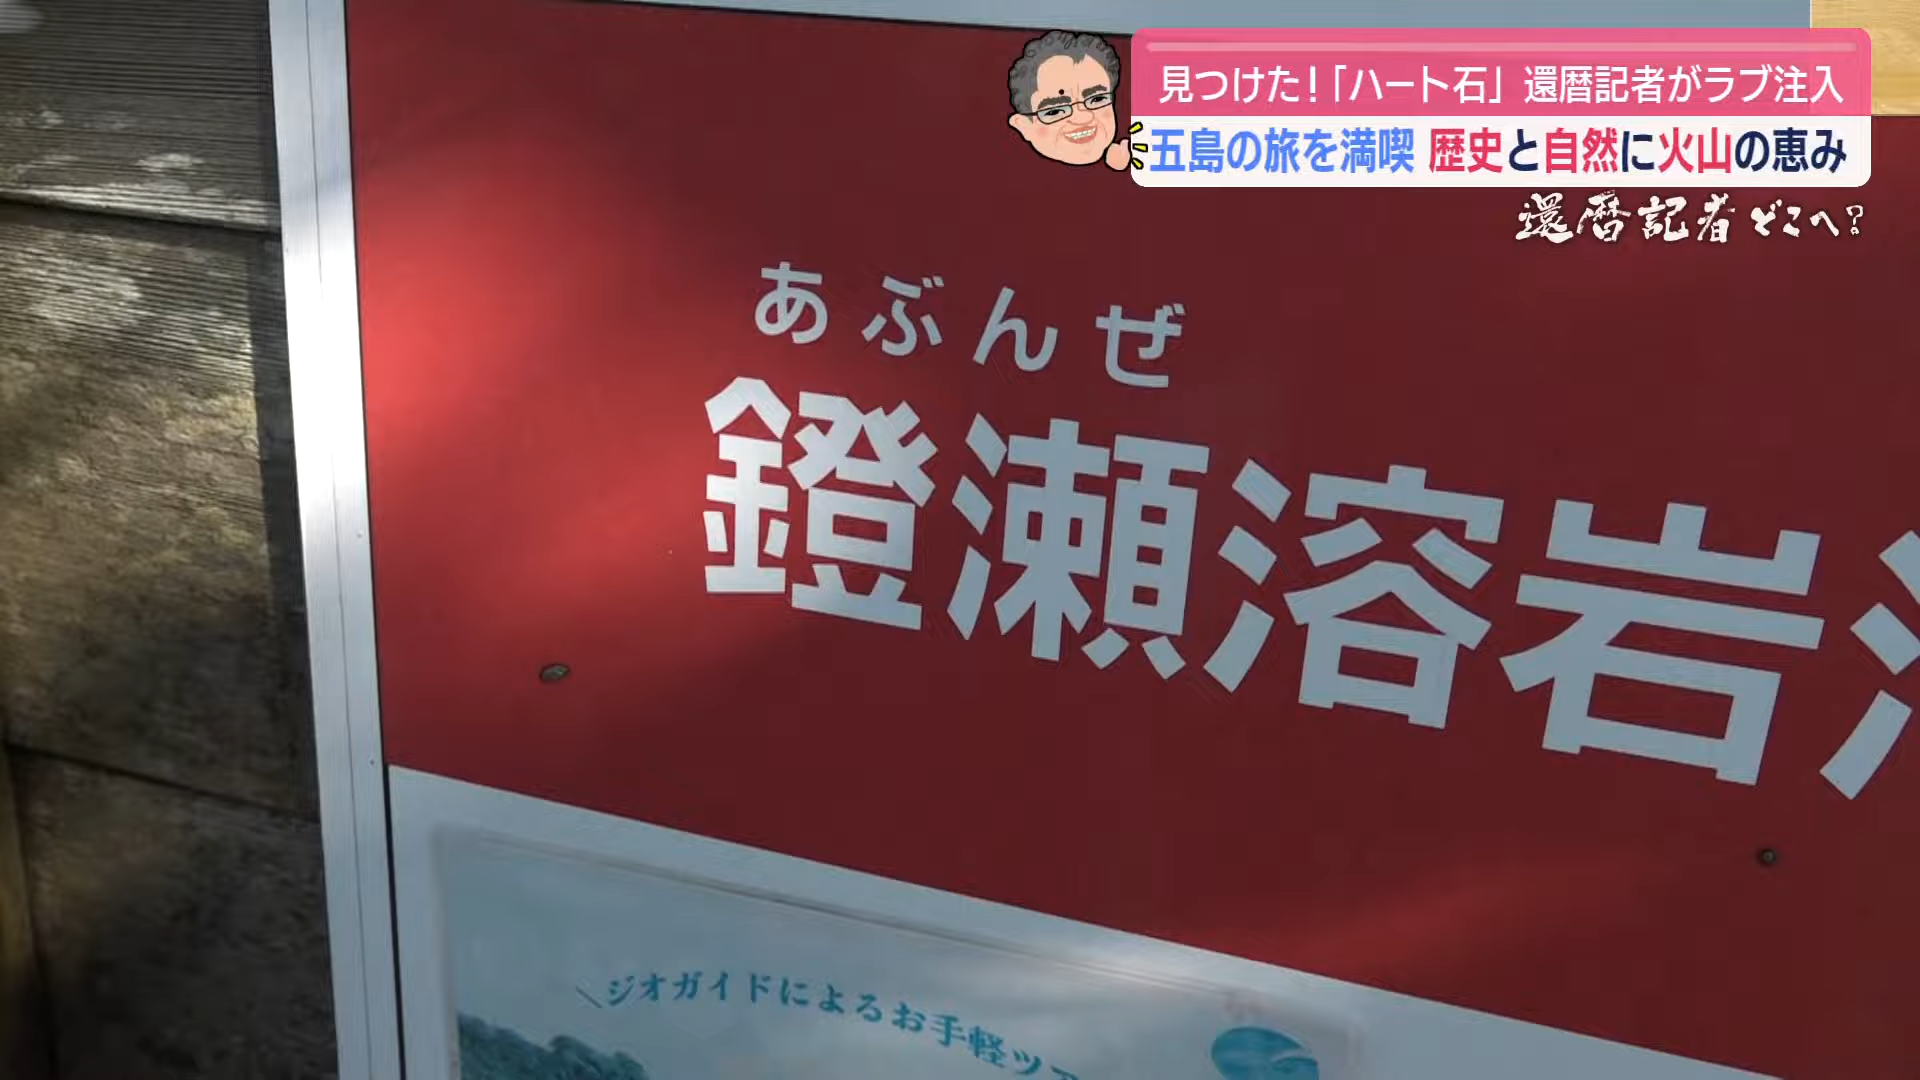 見つけた!「ハート石」 還暦記者がラブ注入
五島の旅を満喫 歴史と自然に火山の恵み
還暦記者 どこへ?
あぶんぜ
鐙瀬溶岩
\ジオガイドによるお手軽ツア